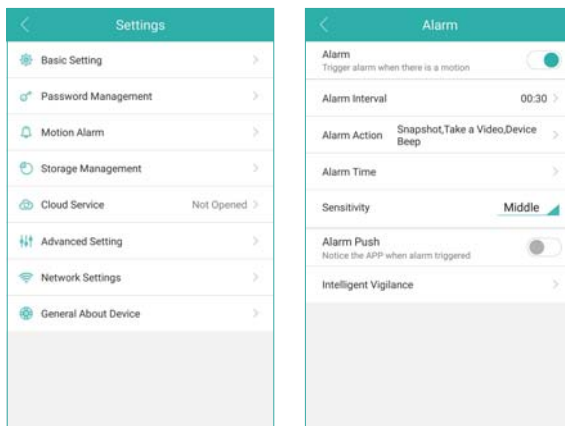 Settings
Basic Setting
Password Management
Motion Alarm
Storage Management
Cloud Service Not Opened
Advanced Setting
Network Settings
General About Device
Alarm
Alarm
Trigger alarm when there is a motion
Alarm Interval 00:30
Alarm Action Snapshot,Take a Video,Device
Beep
Alarm Time
Sensitivity Middle
Alarm Push
Notice the APP when alarm triggered
Intelligent Vigilance